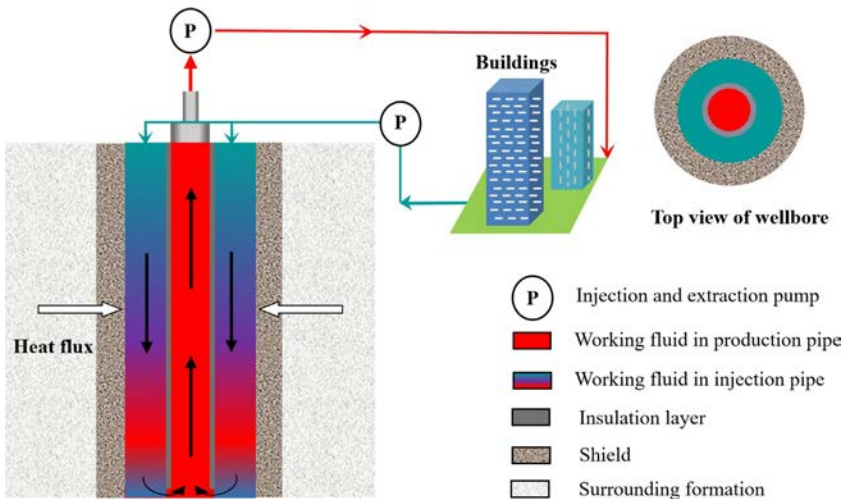 P
Buildings
P
Top view of wellbore
Heat flux
P Injection and extraction pump
Working fluid in production pipe
Working fluid in injection pipe
Insulation layer
Shield
Surrounding formation